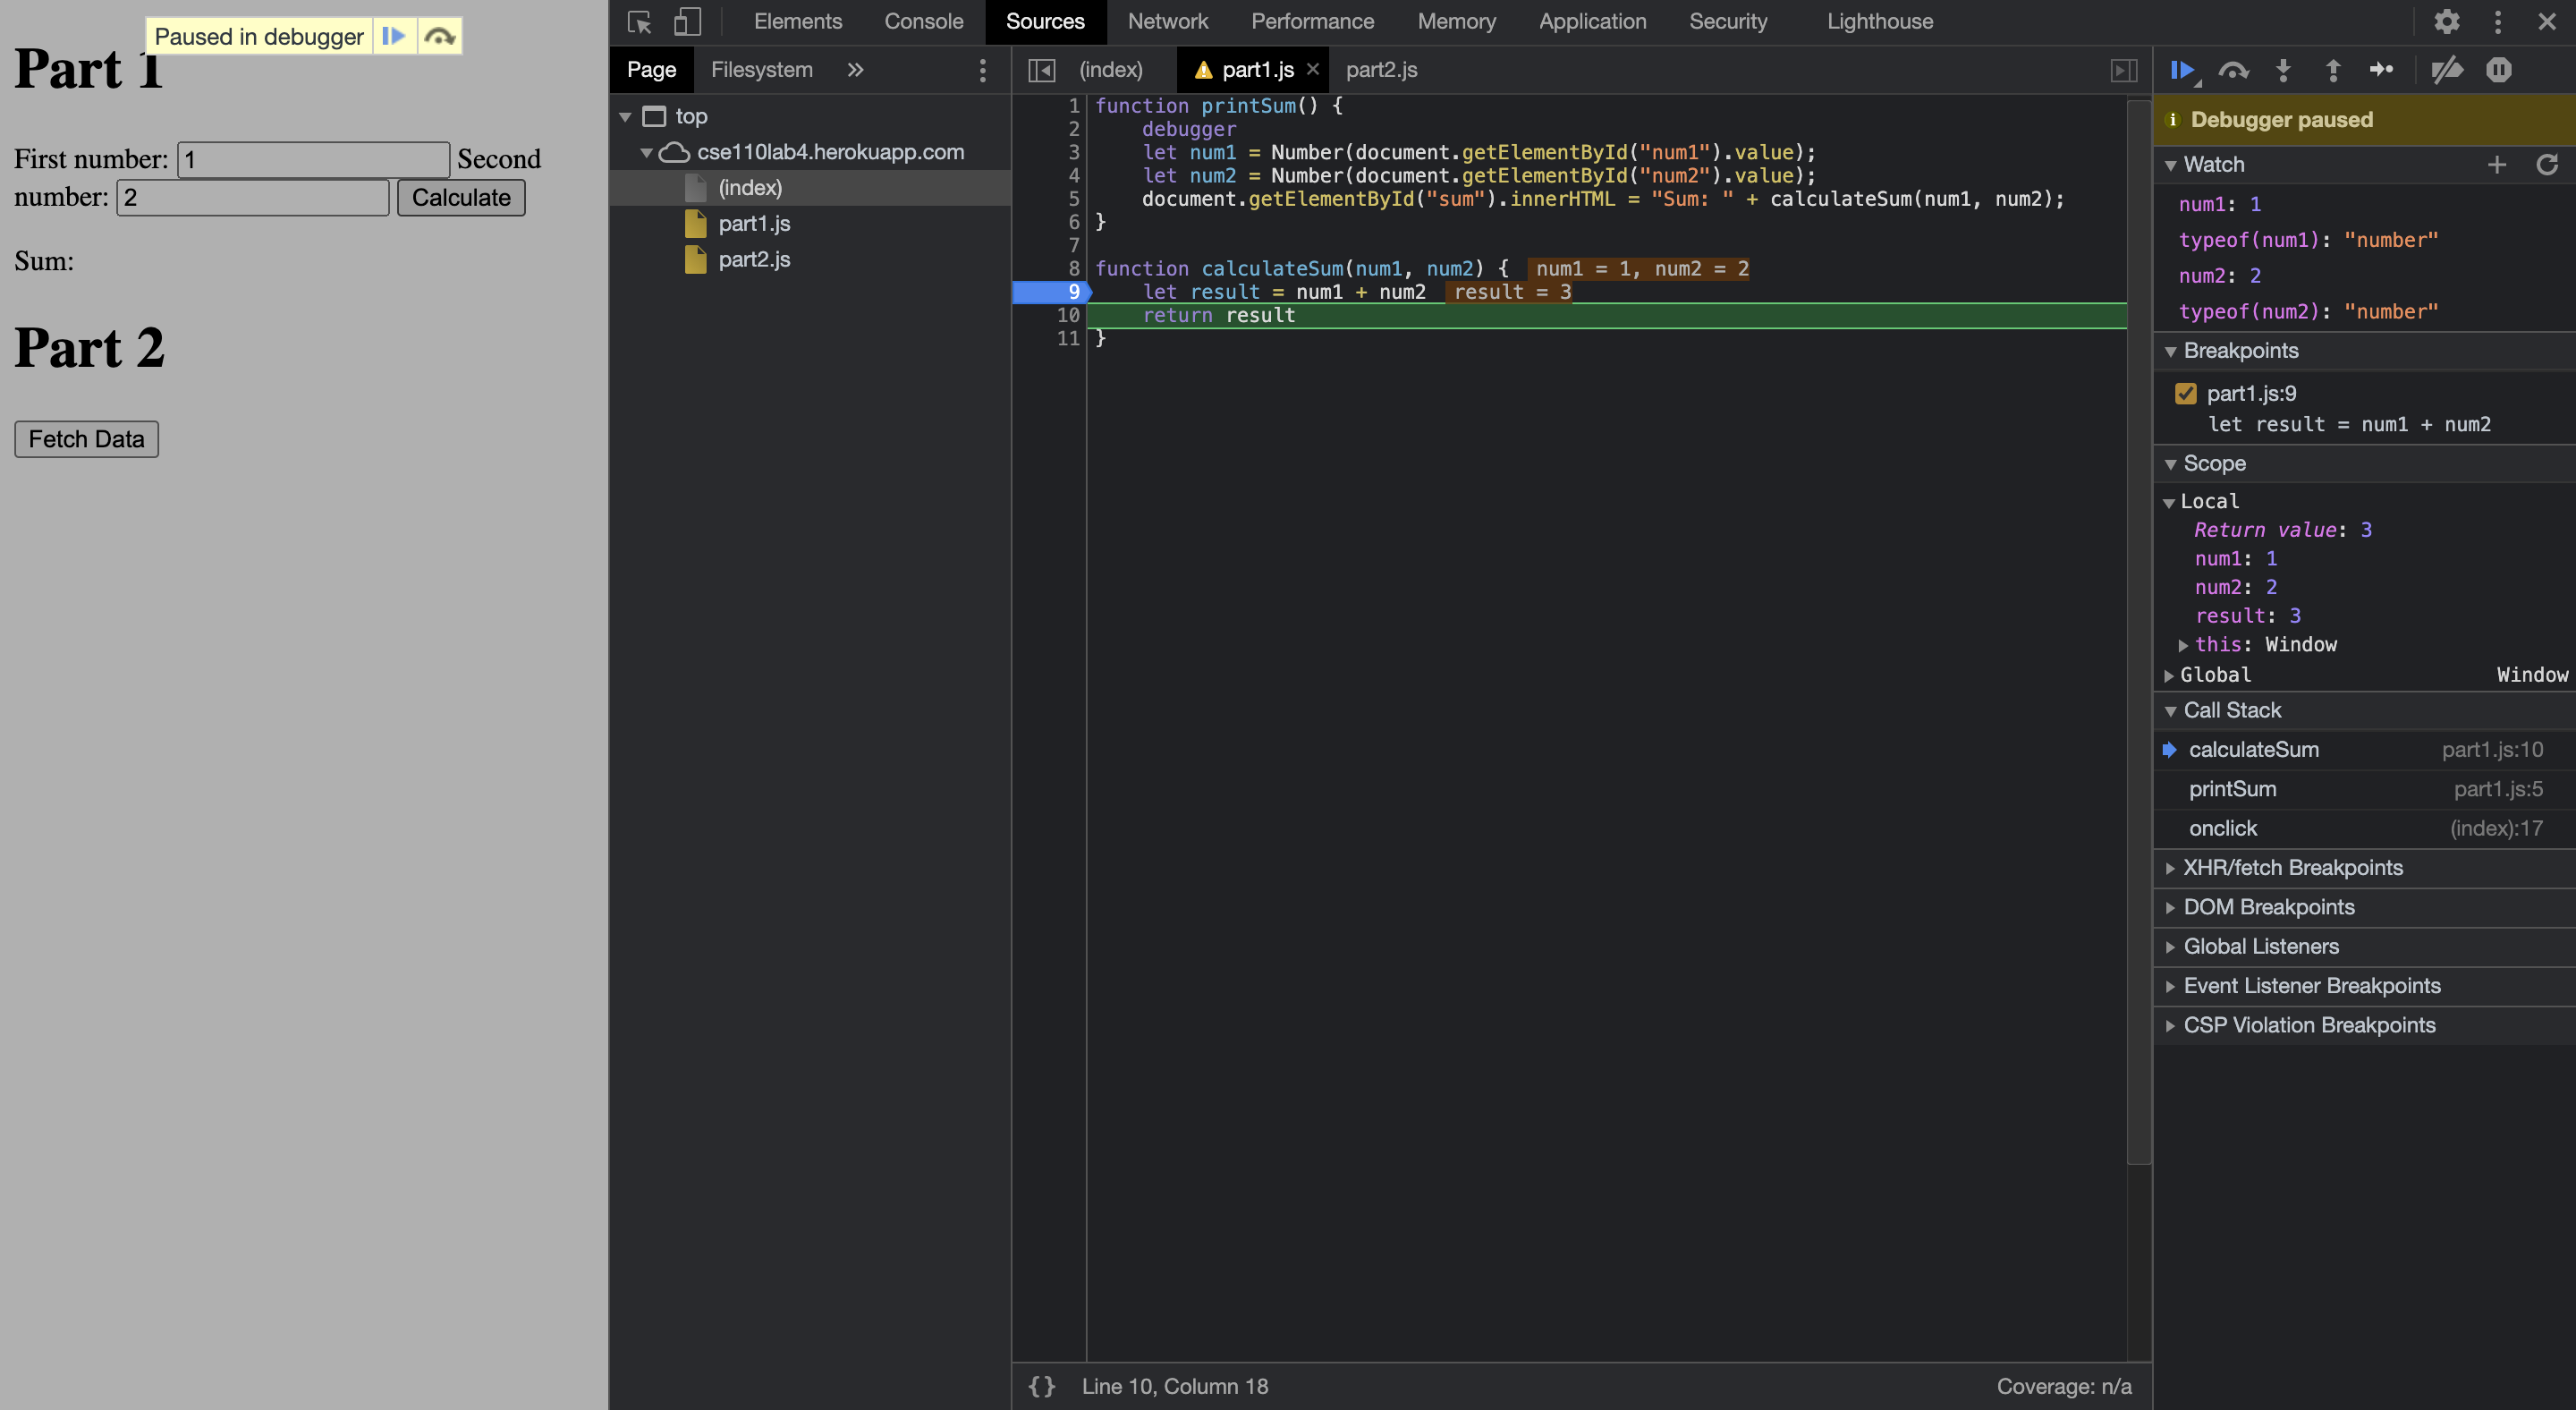 Paused in debugger
Part 1
First number: 1 Second
number: 2 Calculate
Sum:
Part 2
Fetch Data
Elements Console Sources Network Performance Memory Application Security Lighthouse
Page Filesystem
top
cse110lab4.herokuapp.com
(index)
part1.js
part2.js
(index) part1.js part2.js
1 function printSum() {
2     debugger
3     let num1 = Number(document.getElementById("num1").value);
4     let num2 = Number(document.getElementById("num2").value);
5     document.getElementById("sum").innerHTML = "Sum: " + calculateSum(num1, num2);
6 }
7
8 function calculateSum(num1, num2) { num1 = 1, num2 = 2
9     let result = num1 + num2 result = 3
10     return result
11 }
{} Line 10, Column 18 Coverage: n/a
Debugger paused
Watch
num1: 1
typeof(num1): "number"
num2: 2
typeof(num2): "number"
Breakpoints
part1.js:9
let result = num1 + num2
Scope
Local
Return value: 3
num1: 1
num2: 2
result: 3
this: Window
Global Window
Call Stack
calculateSum part1.js:10
printSum part1.js:5
onclick (index):17
XHR/fetch Breakpoints
DOM Breakpoints
Global Listeners
Event Listener Breakpoints
CSP Violation Breakpoints